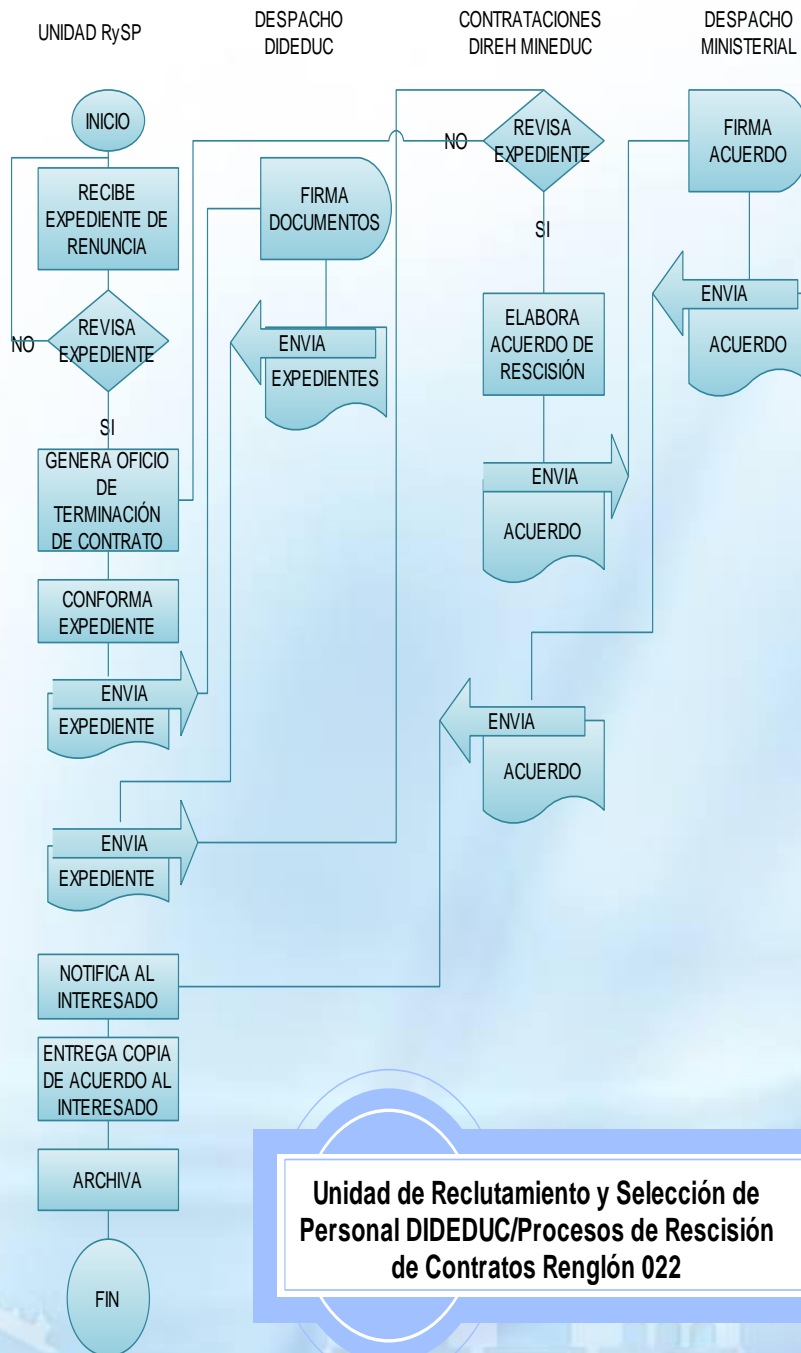 UNIDAD RySP
DESPACHO
DIDEDUC
CONTRATACIONES
DIREH MINEDUC
DESPACHO
MINISTERIAL
INICIO
RECIBE
EXPEDIENTE DE
RENUNCIA
NO
REVISA
EXPEDIENTE
SI
GENERA OFICIO
DE
TERMINACIÓN
DE CONTRATO
CONFORMA
EXPEDIENTE
ENVIA
EXPEDIENTE
ENVIA
EXPEDIENTE
NOTIFICA AL
INTERESADO
ENTREGA COPIA
DE ACUERDO AL
INTERESADO
ARCHIVA
FIN
FIRMA
DOCUMENTOS
ENVIA
EXPEDIENTES
NO
REVISA
EXPEDIENTE
SI
ELABORA
ACUERDO DE
RESCISIÓN
ENVIA
ACUERDO
ENVIA
ACUERDO
FIRMA
ACUERDO
ENVIA
ACUERDO
Unidad de Reclutamiento y Selección de
Personal DIDEDUC/Procesos de Rescisión
de Contratos Renglón 022